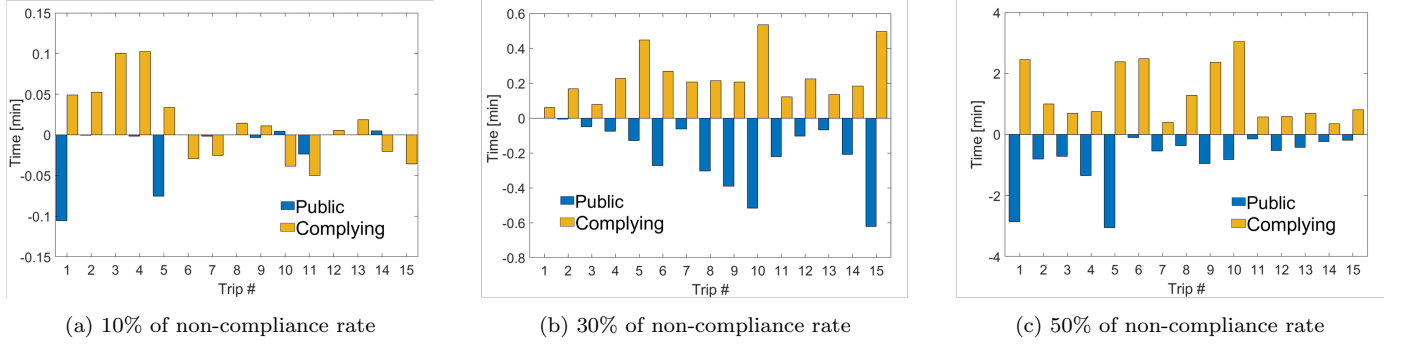 0.15
0.1
0.05
0
-0.05
-0.1
-0.15
Time [min]
Public
Complying
1 2 3 4 5 6 7 8 9 10 11 12 13 14 15
Trip #
(a) 10% of non-compliance rate
0.6
0.4
0.2
0
-0.2
-0.4
-0.6
-0.8
Time [min]
Public
Complying
1 2 3 4 5 6 7 8 9 10 11 12 13 14 15
Trip #
(b) 30% of non-compliance rate
4
2
0
-2
-4
Time [min]
Public
Complying
1 2 3 4 5 6 7 8 9 10 11 12 13 14 15
Trip #
(c) 50% of non-compliance rate